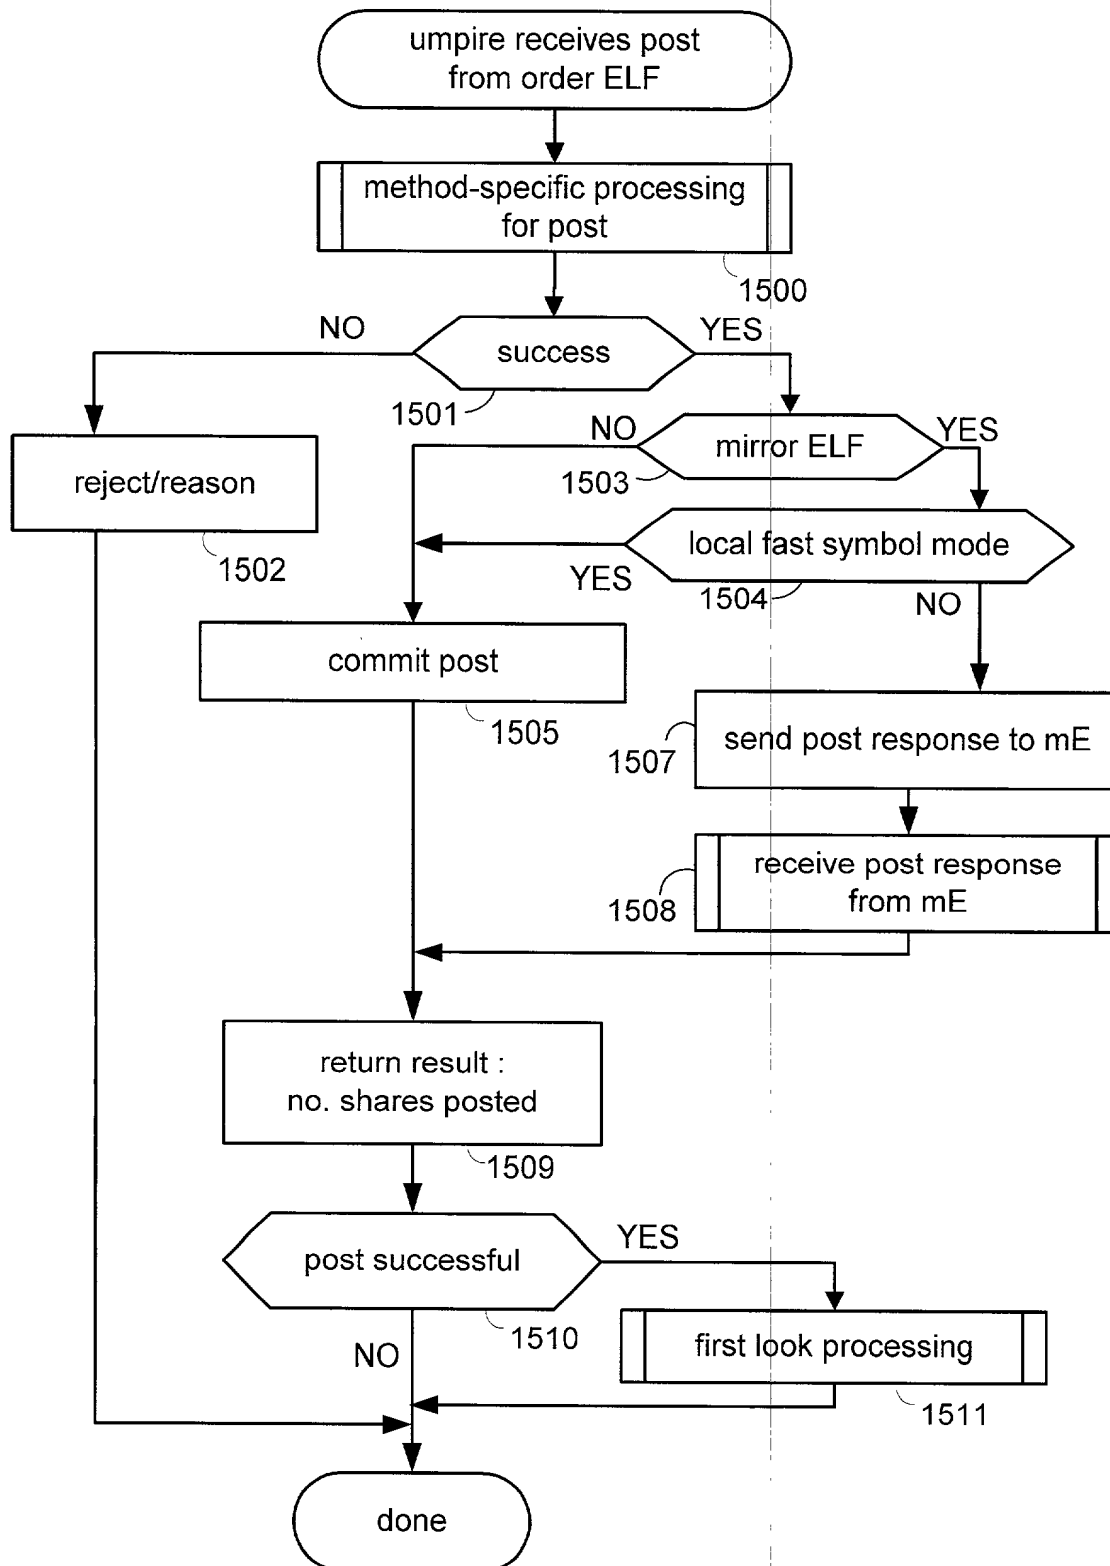 umpire receives post
from order ELF
method-specific processing
for post
1500
NO
YES
success
1501
NO
mirror ELF
YES
reject/reason
1503
1502
local fast symbol mode
YES
1504
NO
commit post
1505
send post response to mE
1507
receive post response
from mE
1508
return result :
no. shares posted
1509
YES
post successful
1510
NO
first look processing
1511
done